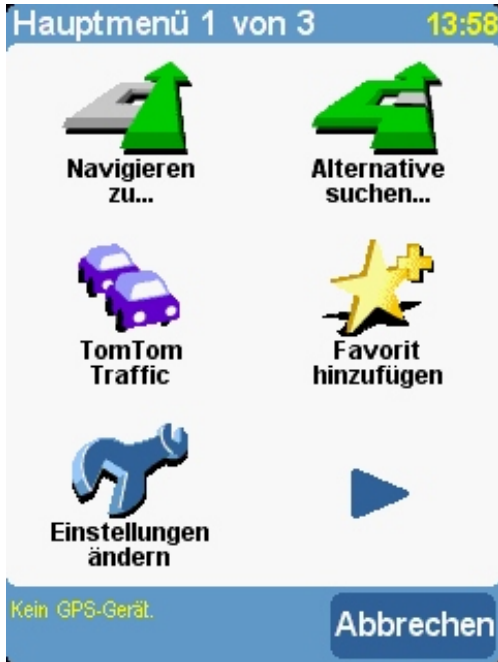 Hauptmenü 1 von 3
13:58
Navigieren
zu...
Alternative
suchen...
TomTom
Traffic
Favorit
hinzufügen
Einstellungen
ändern
Kein GPS-Gerät.
Abbrechen